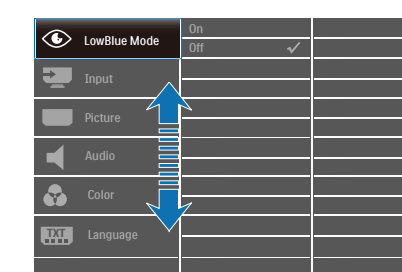 LowBlue Mode
On
Off
Input
Picture
Audio
Color
TXT
Language